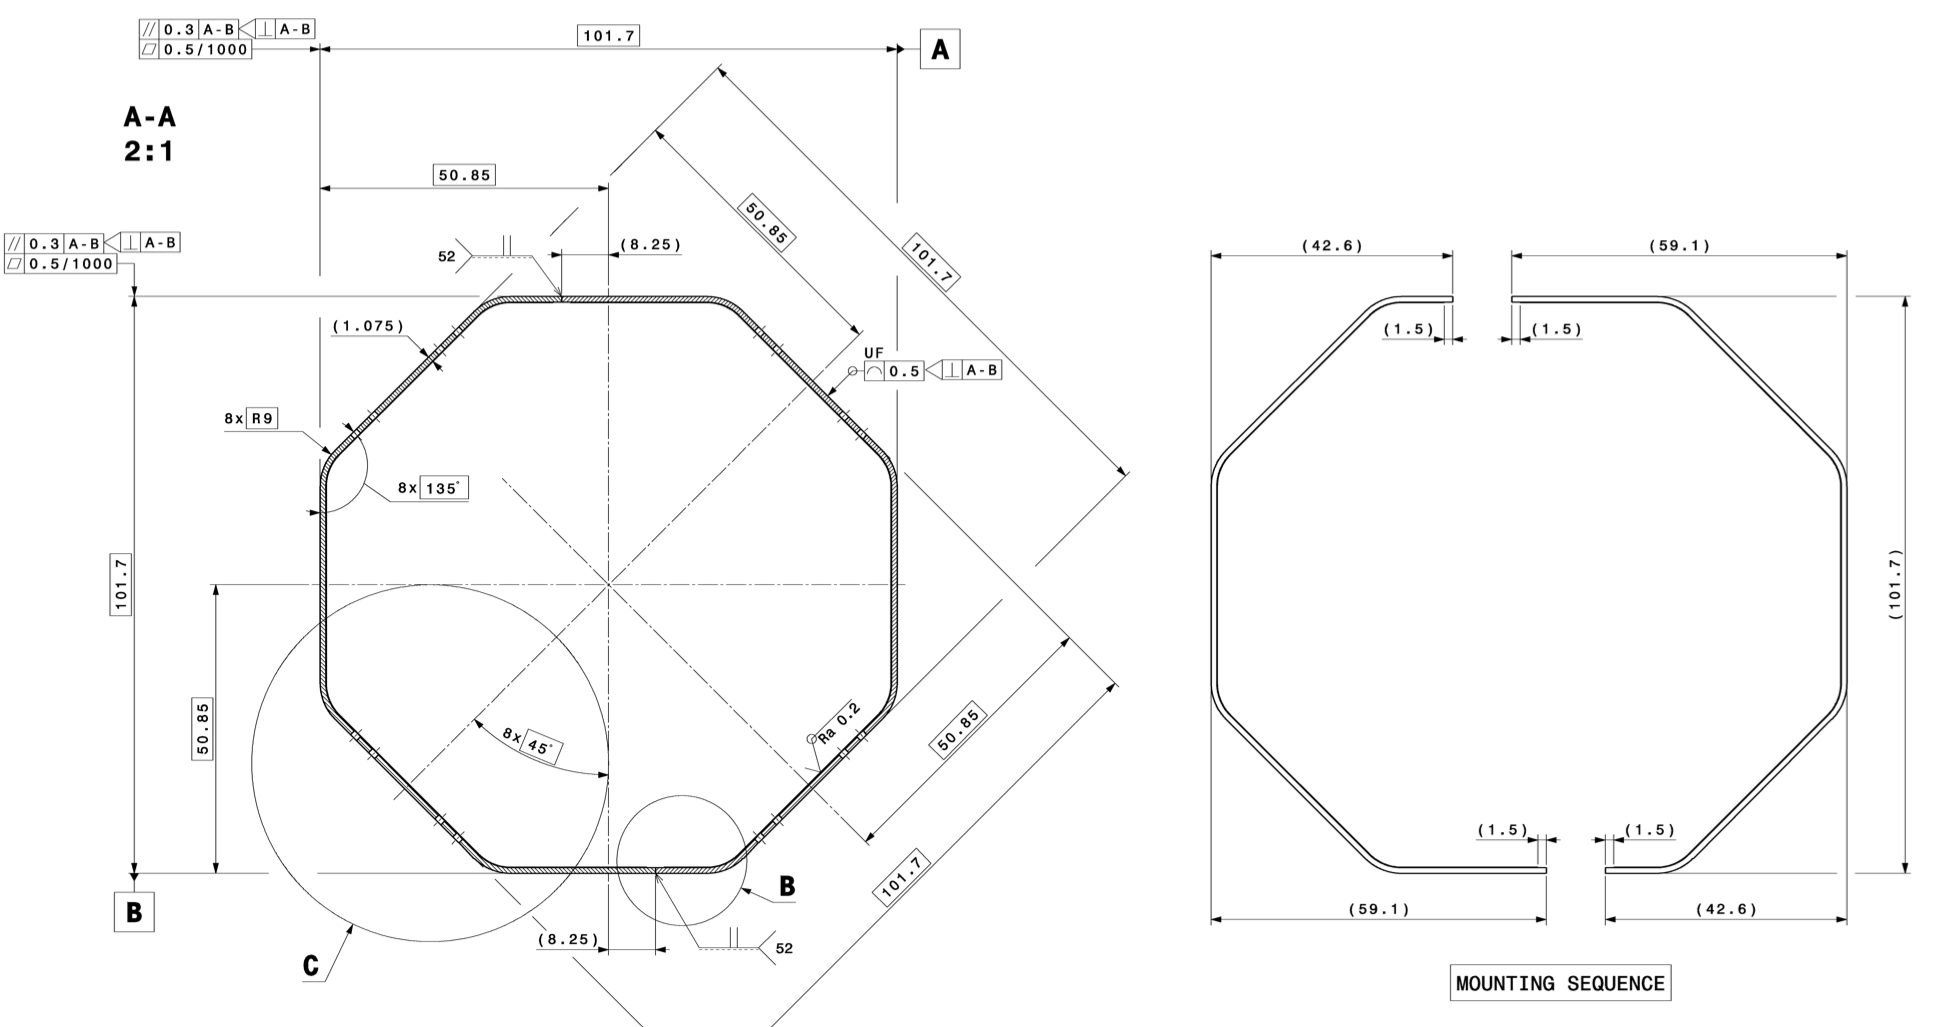 // 0.3 A-B ⊥ A-B
⏥ 0.5/1000
101.7
A
A-A
2:1
50.85
50.85
101.7
// 0.3 A-B ⊥ A-B
⏥ 0.5/1000
52
(8.25)
(42.6)
(59.1)
(1.075)
(1.5)
(1.5)
UF
⌓ 0.5 ⊥ A-B
8x R9
8x 135°
101.7
(101.7)
50.85
8x 45°
Ra 0.2
50.85
101.7
(1.5)
(1.5)
B
B
(8.25)
52
C
(59.1)
(42.6)
MOUNTING SEQUENCE